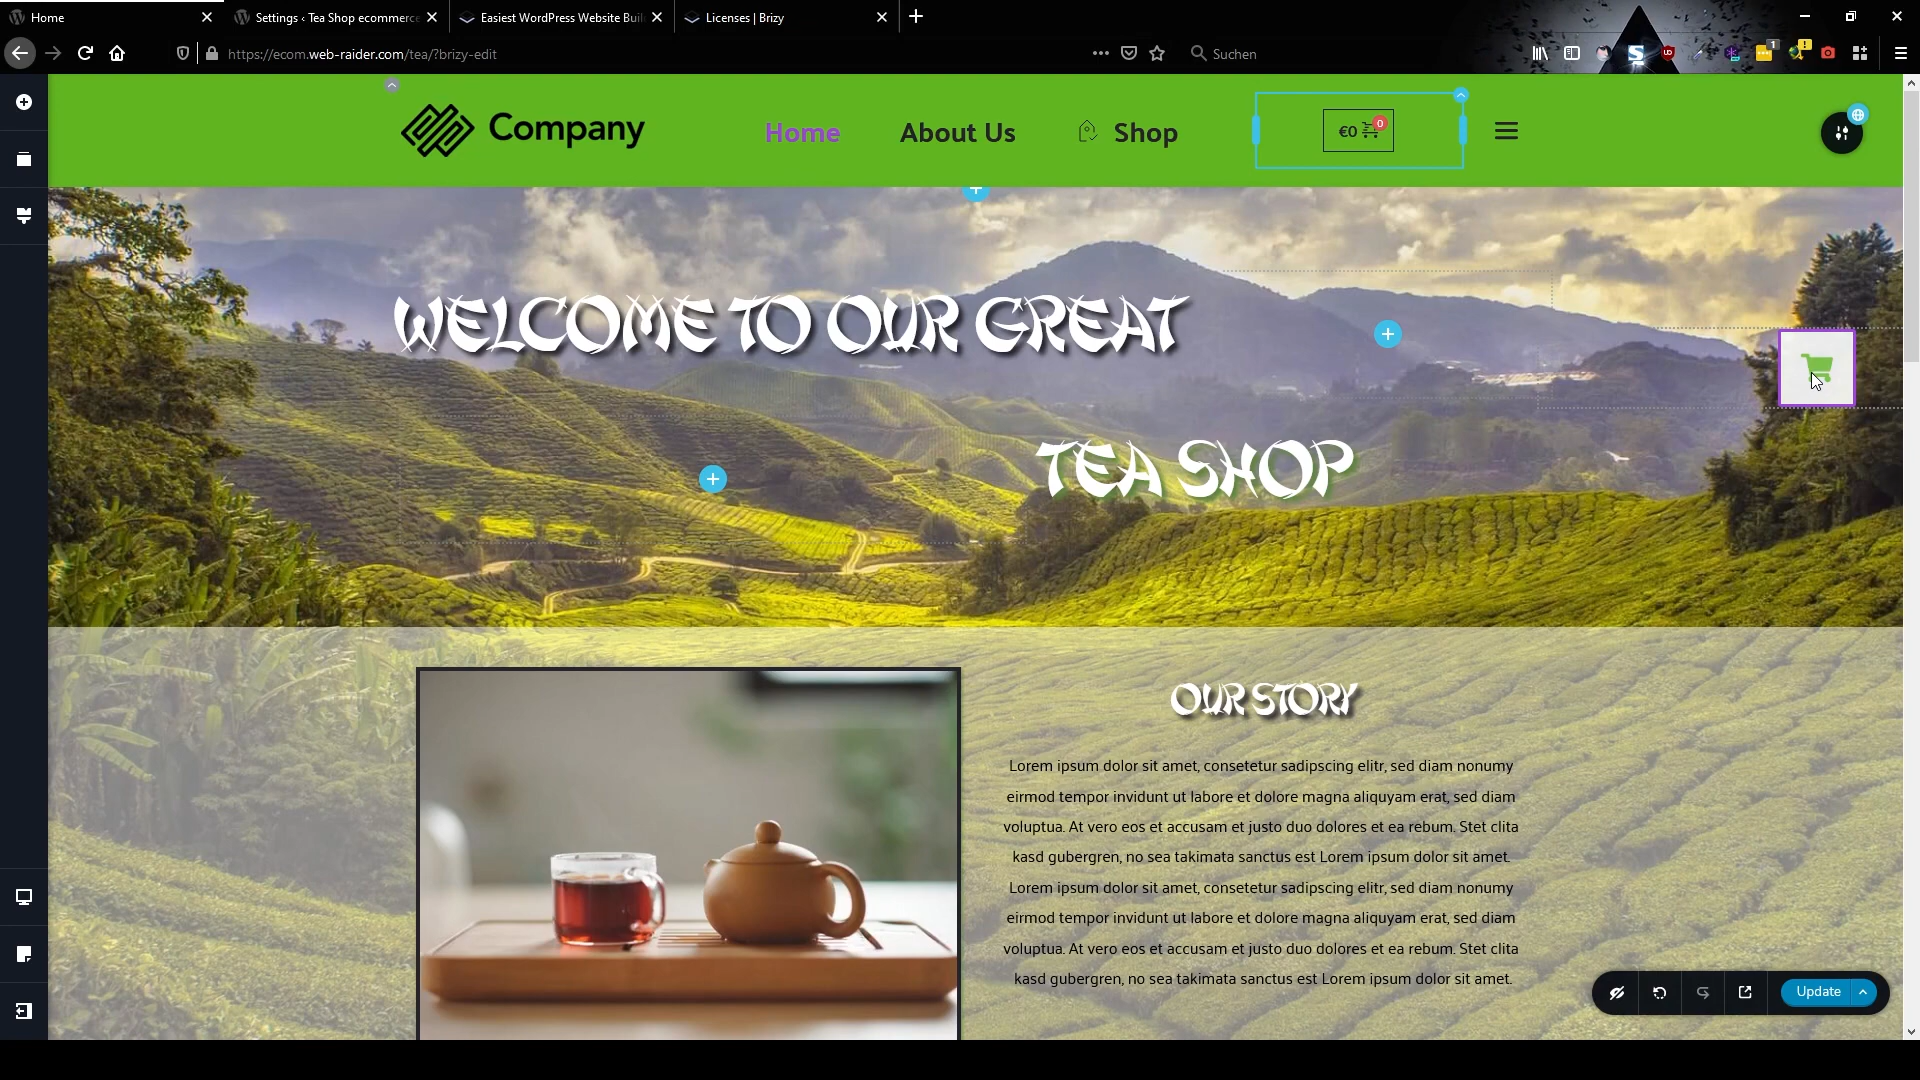 Home
Settings ‹ Tea Shop ecommerce
Easiest WordPress Website Buil
Licenses | Brizy
https://ecom.web-raider.com/tea/?brizy-edit
Suchen
1
!
Company
Home
About Us
Shop
€0
0
WELCOME TO OUR GREAT
TEA SHOP
OUR STORY
Lorem ipsum dolor sit amet, consetetur sadipscing elitr, sed diam nonumy
eirmod tempor invidunt ut labore et dolore magna aliquyam erat, sed diam
voluptua. At vero eos et accusam et justo duo dolores et ea rebum. Stet clita
kasd gubergren, no sea takimata sanctus est Lorem ipsum dolor sit amet.
Lorem ipsum dolor sit amet, consetetur sadipscing elitr, sed diam nonumy
eirmod tempor invidunt ut labore et dolore magna aliquyam erat, sed diam
voluptua. At vero eos et accusam et justo duo dolores et ea rebum. Stet clita
kasd gubergren, no sea takimata sanctus est Lorem ipsum dolor sit amet.
Update